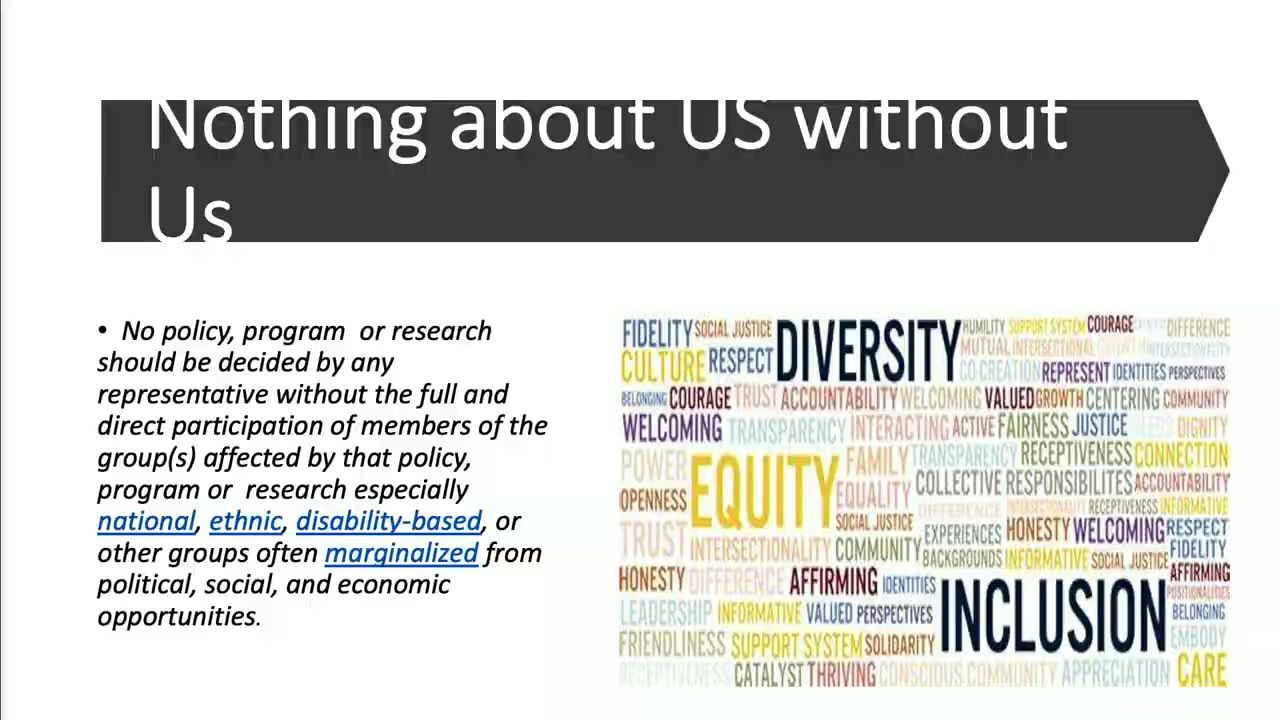 Nothing about US without
Us
• No policy, program or research
should be decided by any
representative without the full and
direct participation of members of the
group(s) affected by that policy,
program or research especially
national, ethnic, disability-based, or
other groups often marginalized from
political, social, and economic
opportunities.
FIDELITY SOCIAL JUSTICE DIVERSITY HUMILITY SUPPORT SYSTEM COURAGE DIFFERENCE
CULTURE RESPECT MUTUAL INTERSECTIONAL INTERSECTIONALITY
CO-CREATION REPRESENT IDENTITIES PERSPECTIVES
BELONGING COURAGE TRUST ACCOUNTABILITY WELCOMING VALUED GROWTH CENTERING COMMUNITY
WELCOMING TRANSPARENCY INTERACTING ACTIVE FAIRNESS JUSTICE NEEDS DIGNITY
POWER EQUITY FAMILY TRANSPARENCY RECEPTIVENESS CONNECTION
OPENNESS EQUALITY COLLECTIVE RESPONSIBILITES ACCOUNTABILITY
DIFFERENCE INTERSECTIONALITY RECEPTIVENESS INFORMATIVE
TRUST SOCIAL JUSTICE EXPERIENCES HONESTY WELCOMING RESPECT
INTERSECTIONALITY COMMUNITY BACKGROUNDS INFORMATIVE SOCIAL JUSTICE FIDELITY
HONESTY DIFFERENCE AFFIRMING IDENTITIES INCLUSION AFFIRMING
POSITIONALITIES
LEADERSHIP INFORMATIVE VALUED PERSPECTIVES BELONGING
FRIENDLINESS SUPPORT SYSTEM SOLIDARITY EMBODY
RECEPTIVENESS CATALYST THRIVING CONSCIOUS COMMUNITY APPRECIATION CARE